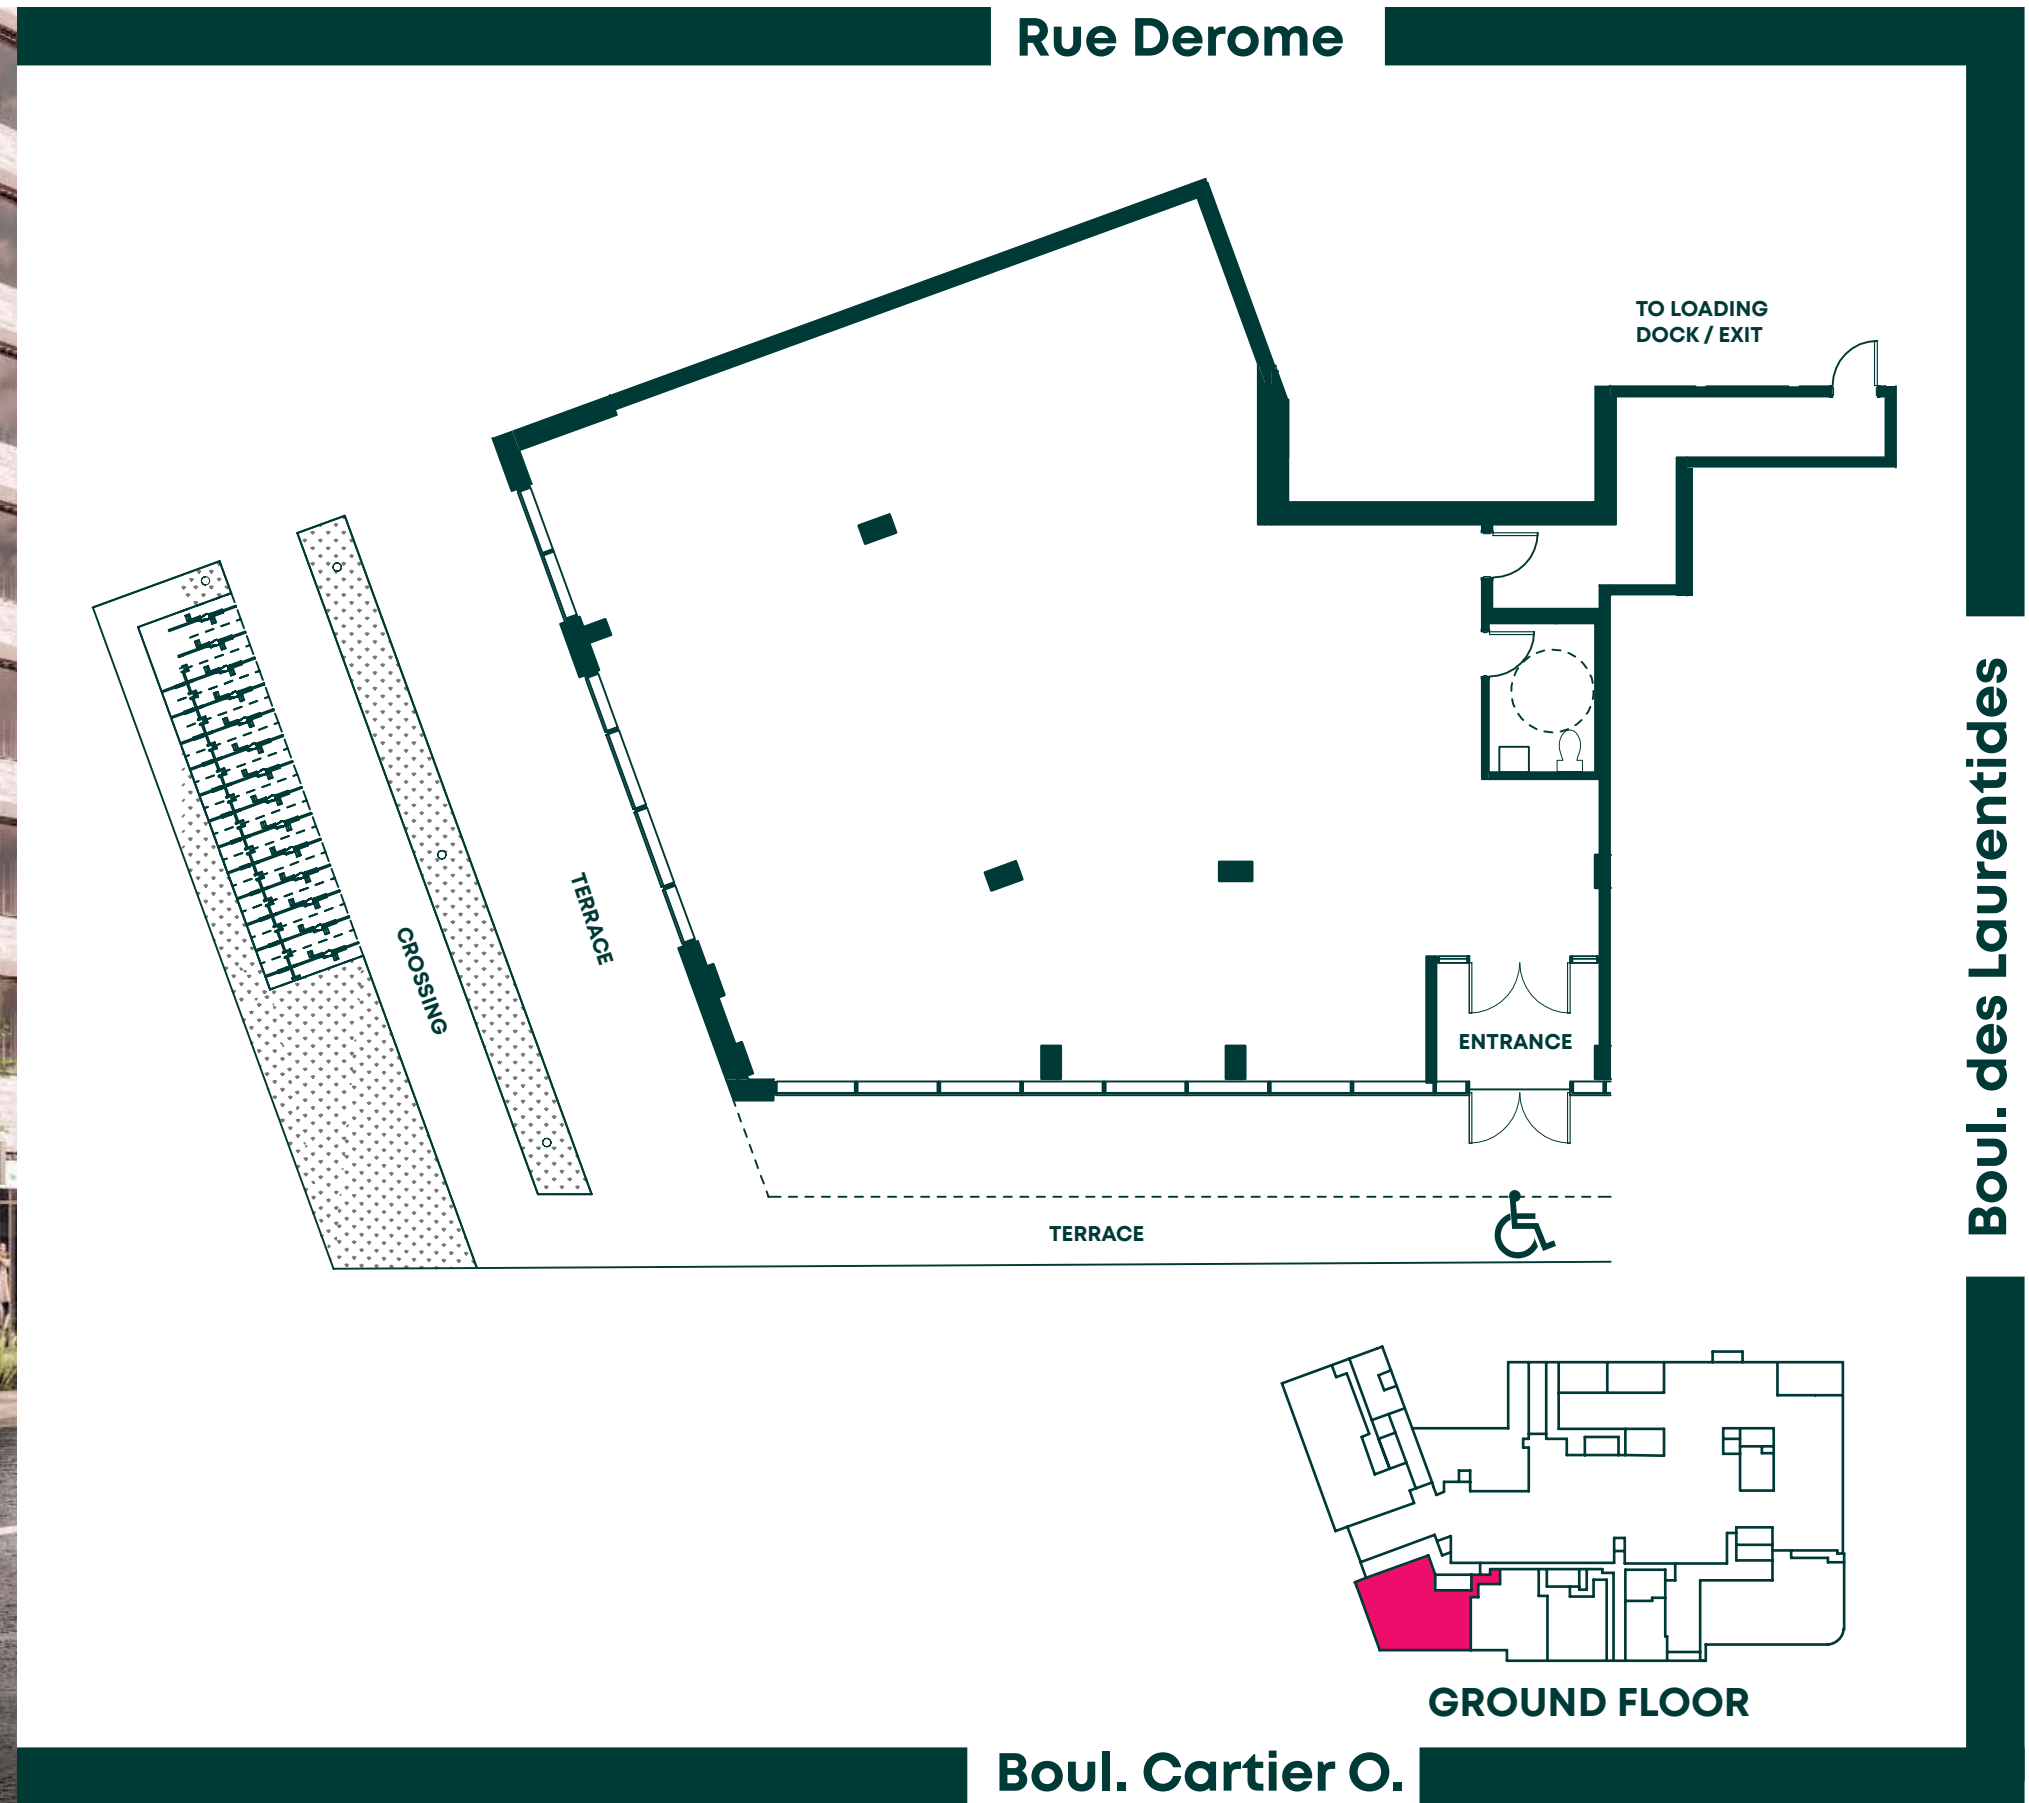 Rue Derome
TO LOADING
DOCK / EXIT
Boul. des Laurentides
TERRACE
CROSSING
ENTRANCE
TERRACE
GROUND FLOOR
Boul. Cartier O.